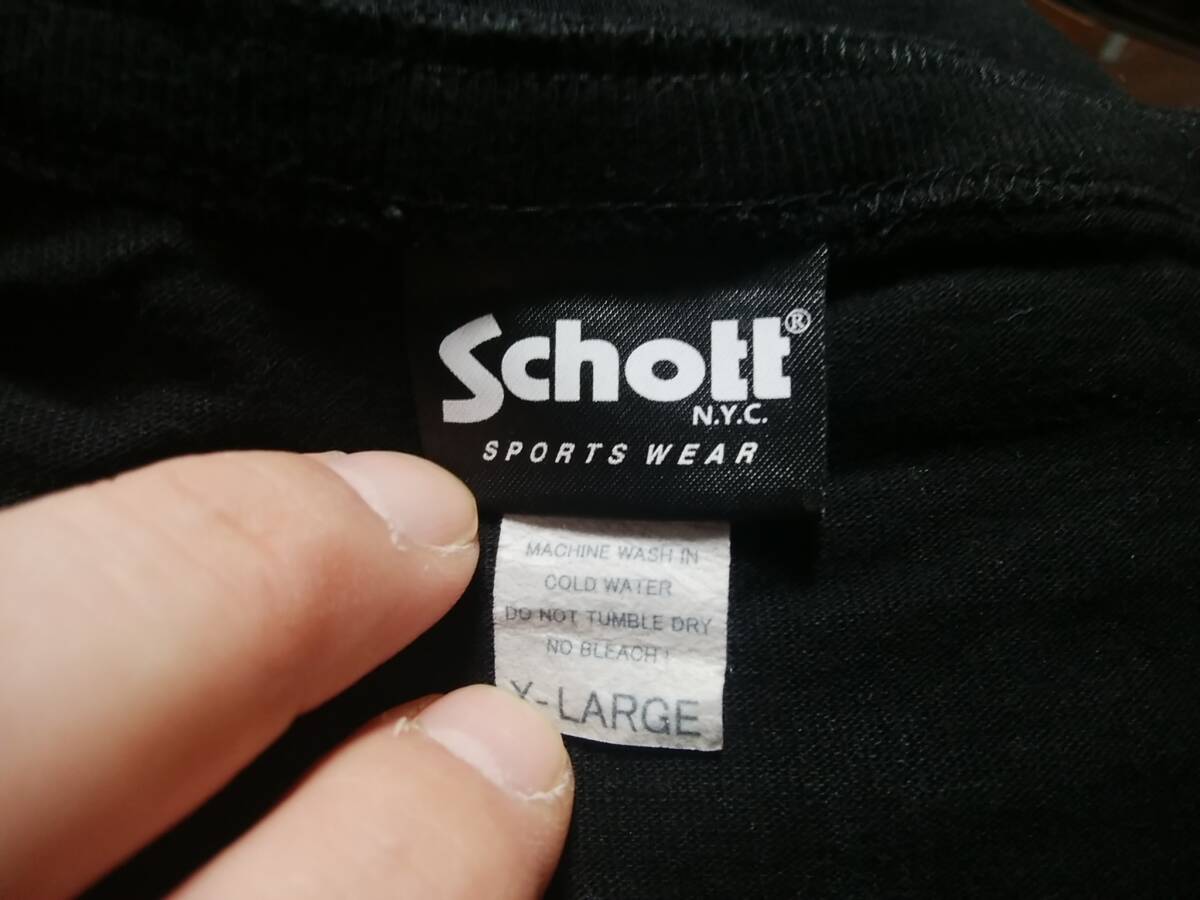 Schott®
N.Y.C.
SPORTS WEAR
MACHINE WASH IN
COLD WATER
DO NOT TUMBLE DRY
NO BLEACH!
X-LARGE